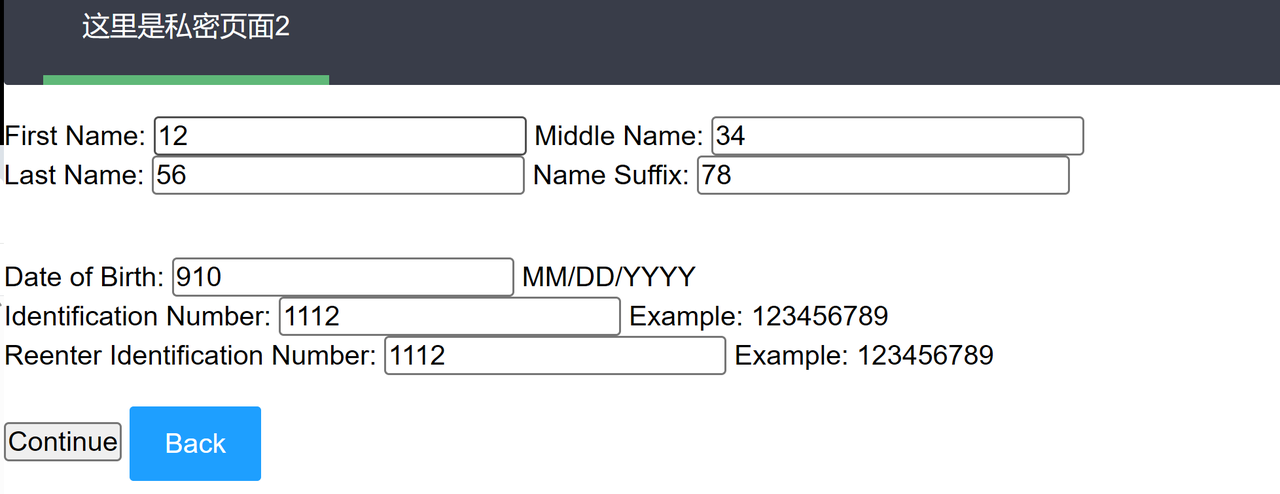 这里是私密页面2
First Name: 12 Middle Name: 34
Last Name: 56 Name Suffix: 78
Date of Birth: 910 MM/DD/YYYY
Identification Number: 1112 Example: 123456789
Reenter Identification Number: 1112 Example: 123456789
Continue Back